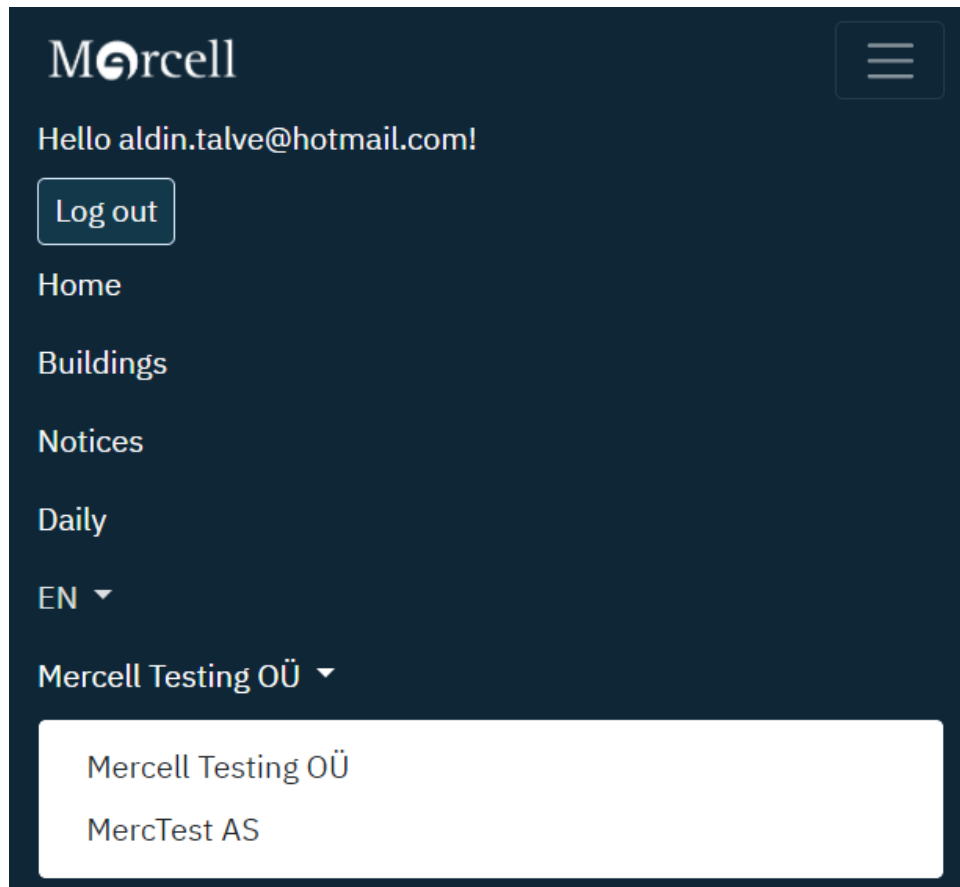 Mercell
Hello aldin.talve@hotmail.com!
Log out
Home
Buildings
Notices
Daily
EN
Mercell Testing OÜ
Mercell Testing OÜ
MercTest AS